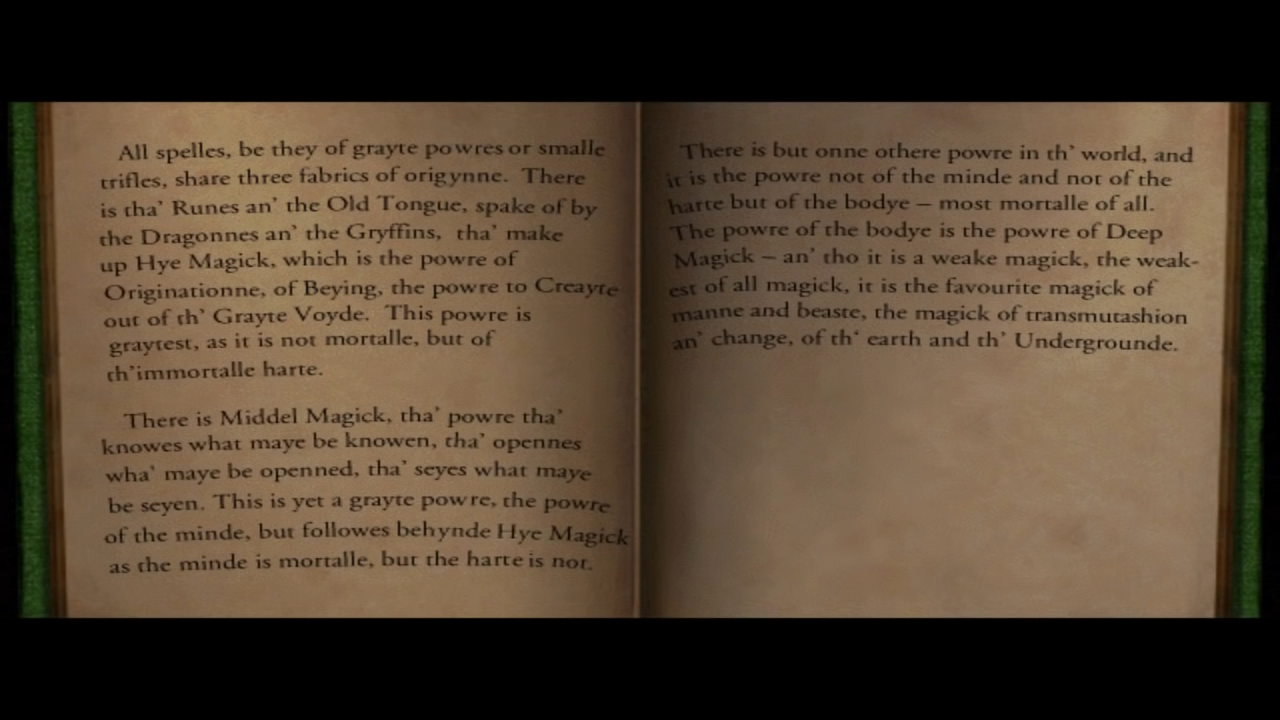 All spelles, be they of grayte powres or smalle
trifles, share three fabrics of origynne. There
is tha' Runes an' the Old Tongue, spake of by
the Dragonnes an' the Gryffins, tha' make
up Hye Magick, which is the powre of
Originationne, of Beying, the powre to Creayte
out of th' Grayte Voyde. This powre is
graytest, as it is not mortalle, but of
th'immortalle harte.
There is Middel Magick, tha' powre tha'
knowes what maye be knowen, tha' opennes
wha' maye be openned, tha' seyes what maye
be seyen. This is yet a grayte powre, the powre
of the minde, but followes behynde Hye Magick
as the minde is mortalle, but the harte is not.
There is but onne othere powre in th' world, and
it is the powre not of the minde and not of the
harte but of the bodye – most mortalle of all.
The powre of the bodye is the powre of Deep
Magick – an' tho it is a weake magick, the weak-
est of all magick, it is the favourite magick of
manne and beaste, the magick of transmutashion
an' change, of th' earth and th' Undergrounde.